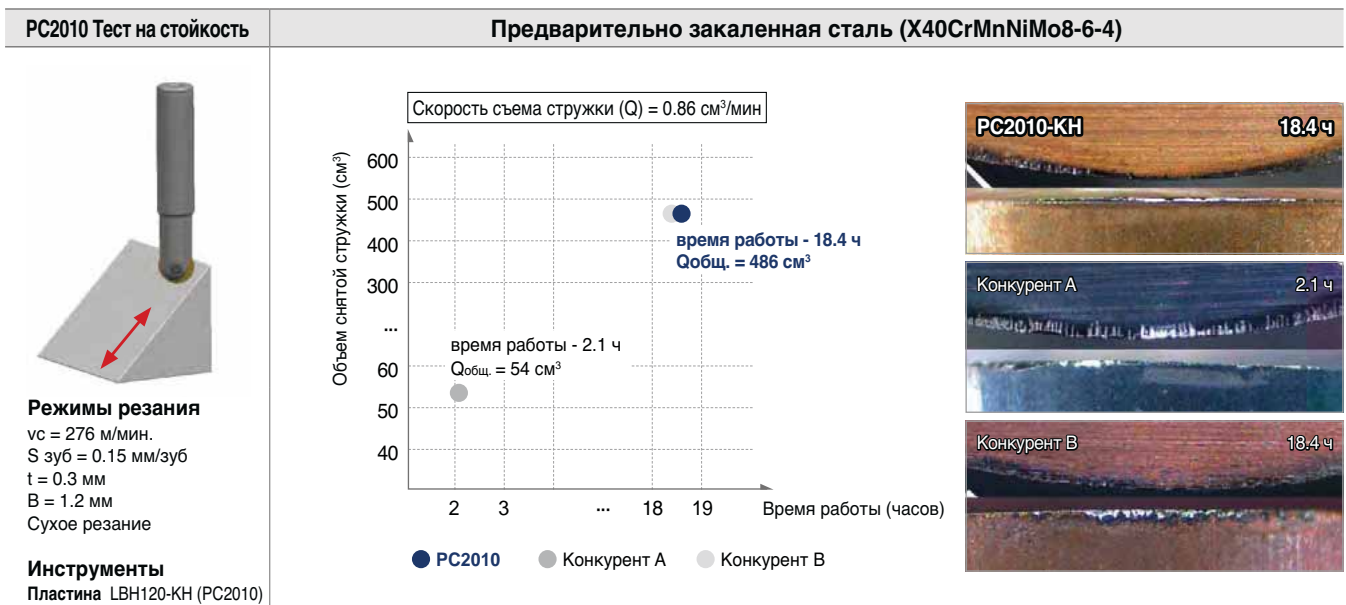 PC2010 Тест на стойкость
Предварительно закаленная сталь (X40CrMnNiMo8-6-4)
Режимы резания
vc = 276 м/мин.
S зуб = 0.15 мм/зуб
t = 0.3 мм
B = 1.2 мм
Сухое резание
Инструменты
Пластина LBH120-KH (PC2010)
Скорость съема стружки (Q) = 0.86 см³/мин
Объем снятой стружки (см³)
600
500
400
300
...
60
50
40
время работы - 18.4 ч
Qобщ. = 486 см³
время работы - 2.1 ч
Qобщ. = 54 см³
2 3 ... 18 19 Время работы (часов)
PC2010 Конкурент A Конкурент B
PC2010-KH 18.4 ч
Конкурент A 2.1 ч
Конкурент B 18.4 ч